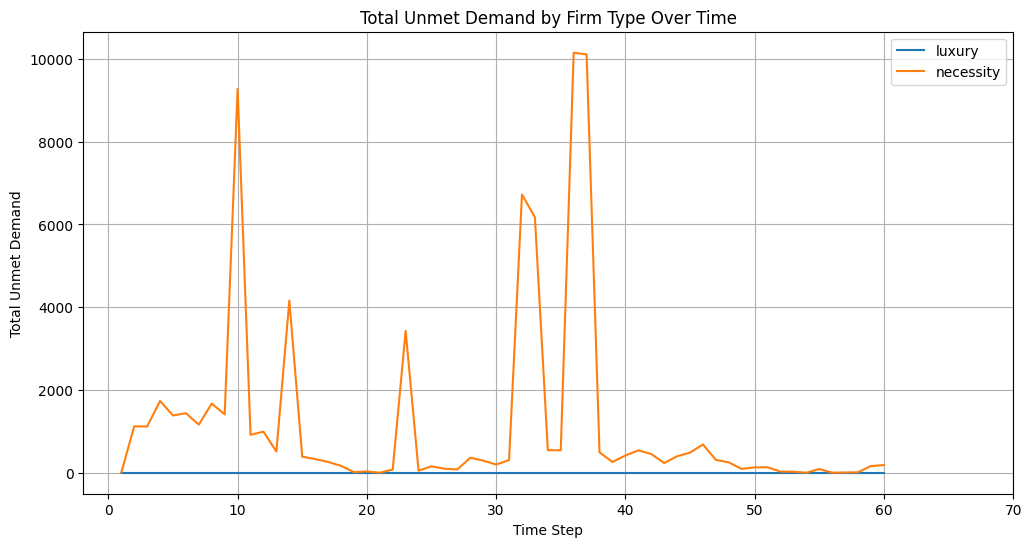 Total Unmet Demand by Firm Type Over Time
luxury
necessity
10000
8000
6000
4000
2000
0
Total Unmet Demand
0 10 20 30 40 50 60 70
Time Step